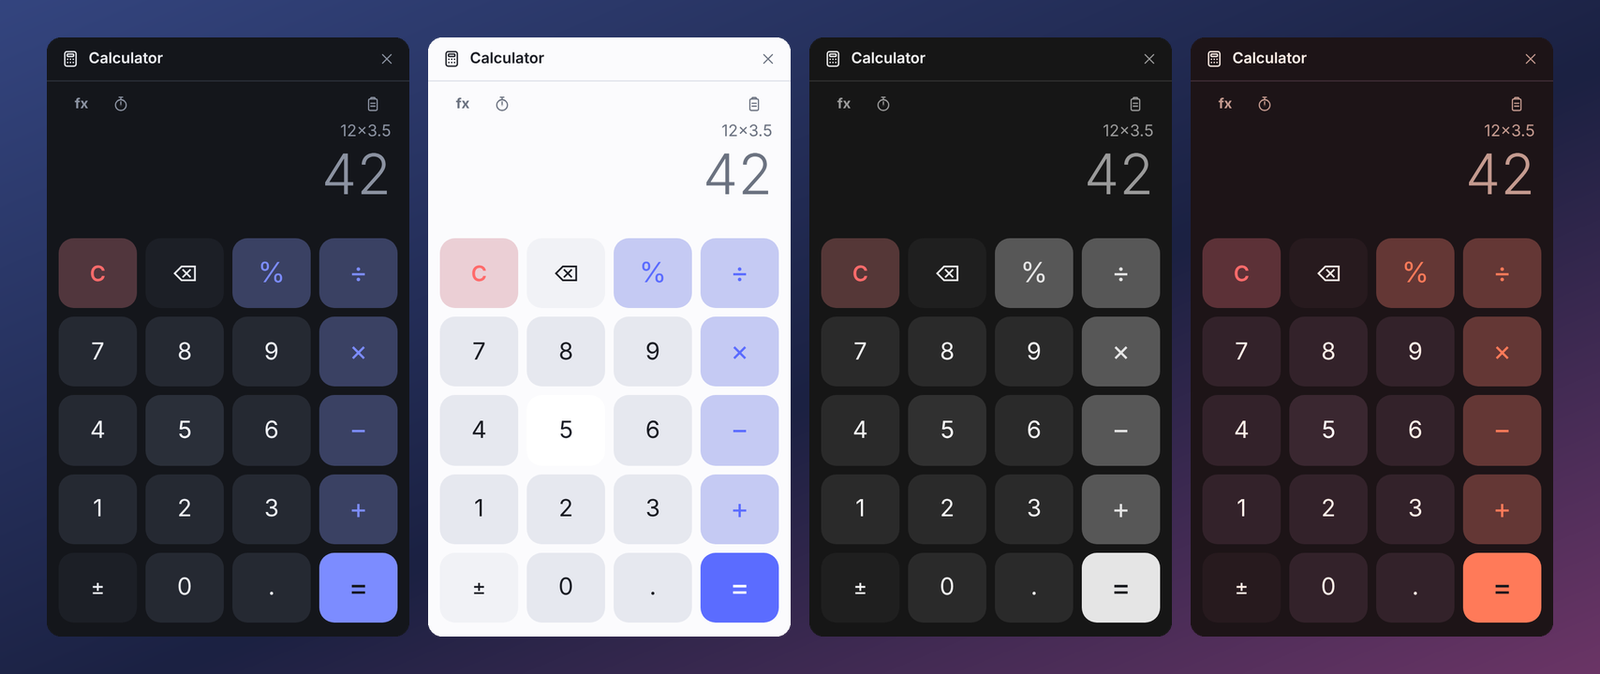 Calculator
fx
12×3.5
42
C % ÷
7 8 9 ×
4 5 6 −
1 2 3 +
± 0 . =
Calculator
fx
12×3.5
42
C % ÷
7 8 9 ×
4 5 6 −
1 2 3 +
± 0 . =
Calculator
fx
12×3.5
42
C % ÷
7 8 9 ×
4 5 6 −
1 2 3 +
± 0 . =
Calculator
fx
12×3.5
42
C % ÷
7 8 9 ×
4 5 6 −
1 2 3 +
± 0 . =